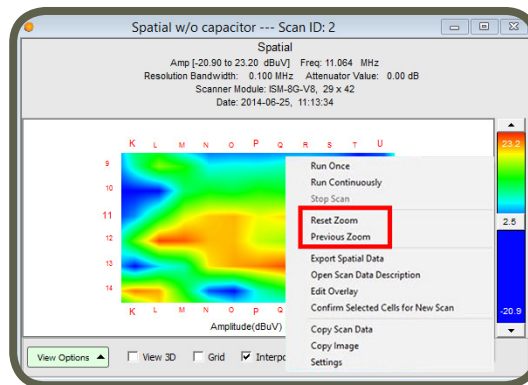 Spatial w/o capacitor --- Scan ID: 2
Spatial
Amp [-20.90 to 23.20 dBuV] Freq: 11.064 MHz
Resolution Bandwidth: 0.100 MHz Attenuator Value: 0.00 dB
Scanner Module: ISM-8G-V8, 29 x 42
Date: 2014-06-25, 11:13:34
K L M N O P Q R S T U
9
10
11
12
13
14
K L M N O P Q
Amplitude(dBuV)
23.2
2.5
-20.9
Run Once
Run Continuously
Stop Scan
Reset Zoom
Previous Zoom
Export Spatial Data
Open Scan Data Description
Edit Overlay
Confirm Selected Cells for New Scan
Copy Scan Data
Copy Image
Settings
View Options View 3D Grid Interpo